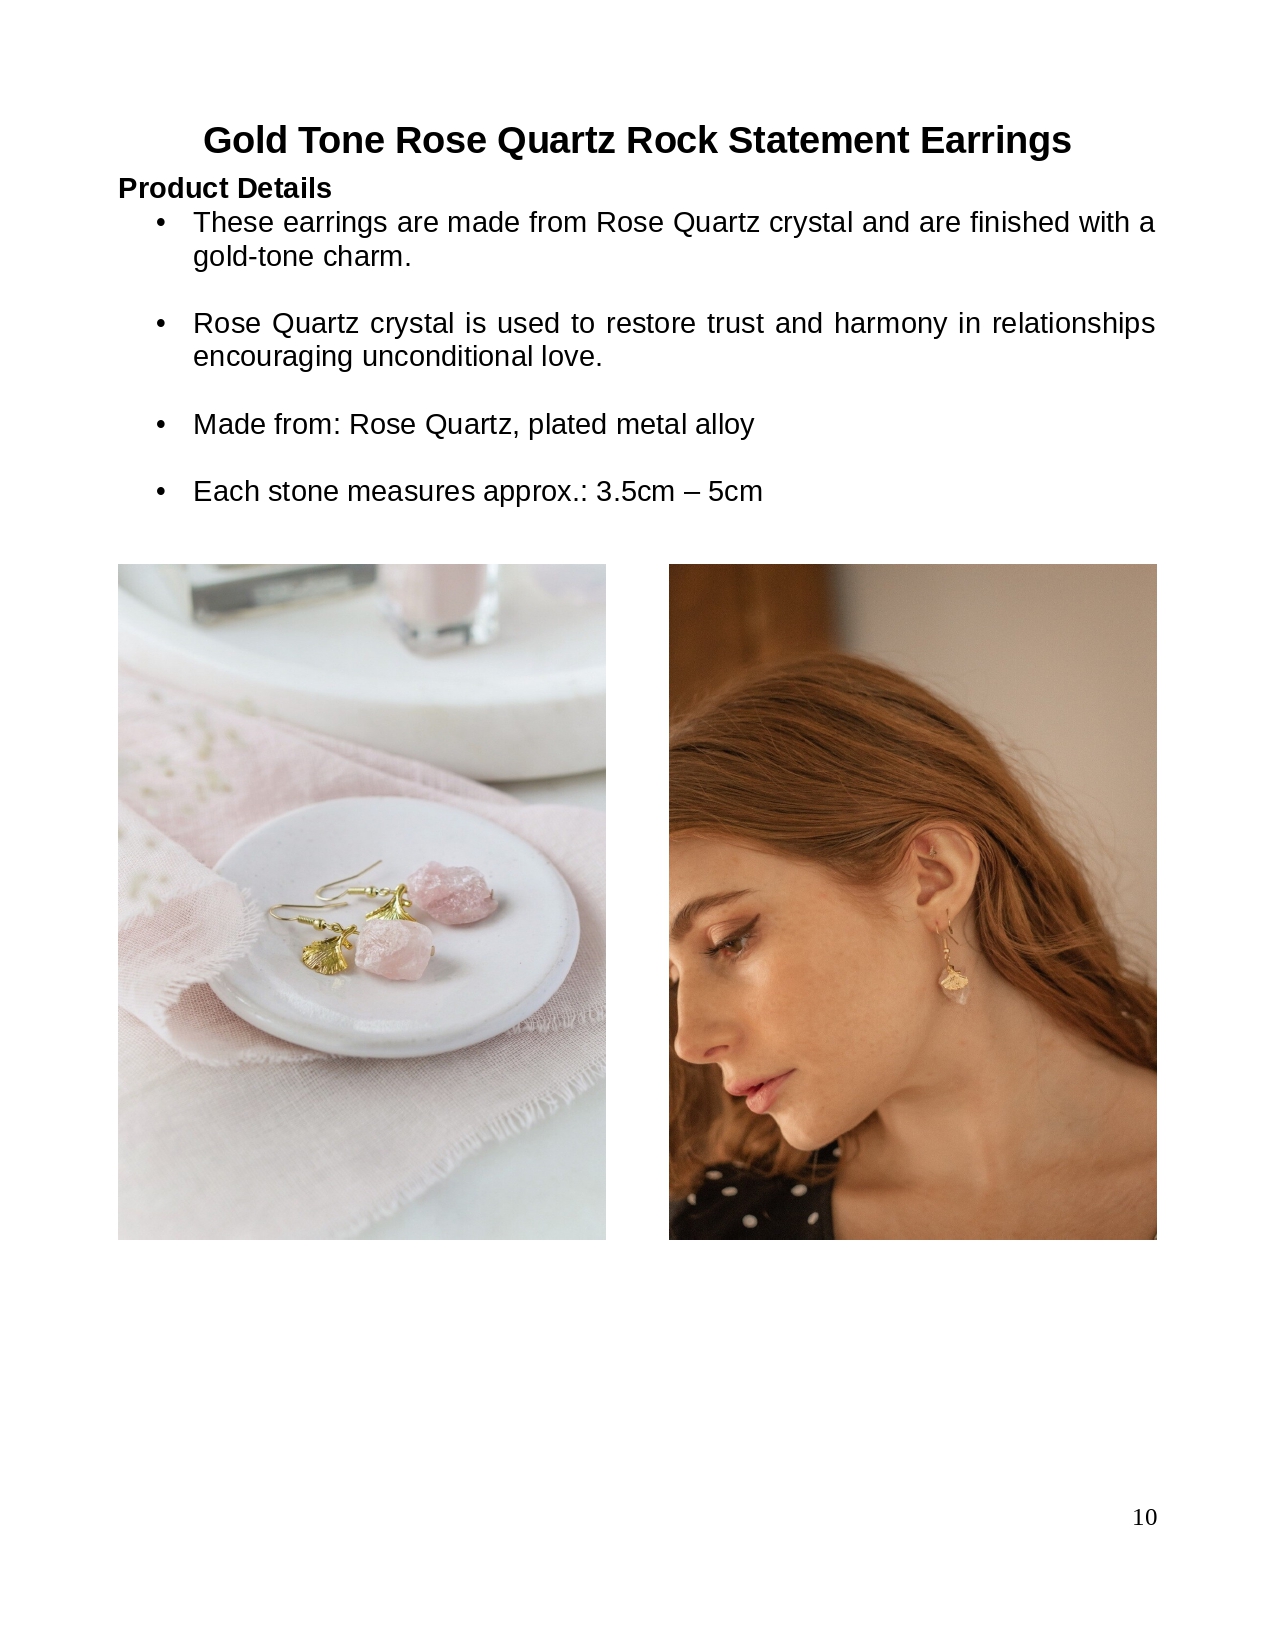 Gold Tone Rose Quartz Rock Statement Earrings
Product Details
• These earrings are made from Rose Quartz crystal and are finished with a
gold-tone charm.
• Rose Quartz crystal is used to restore trust and harmony in relationships
encouraging unconditional love.
• Made from: Rose Quartz, plated metal alloy
• Each stone measures approx.: 3.5cm – 5cm
10